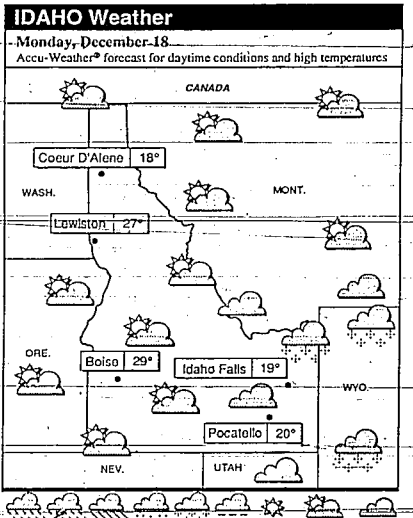 IDAHO Weather
Monday, December 18
Accu-Weather® forecast for daytime conditions and high temperatures
CANADA
Coeur D'Alene 18°
WASH.
MONT.
Lewiston 27°
ORE.
Boise 29°
Idaho Falls 19°
WYO.
Pocatello 20°
NEV.
UTAH